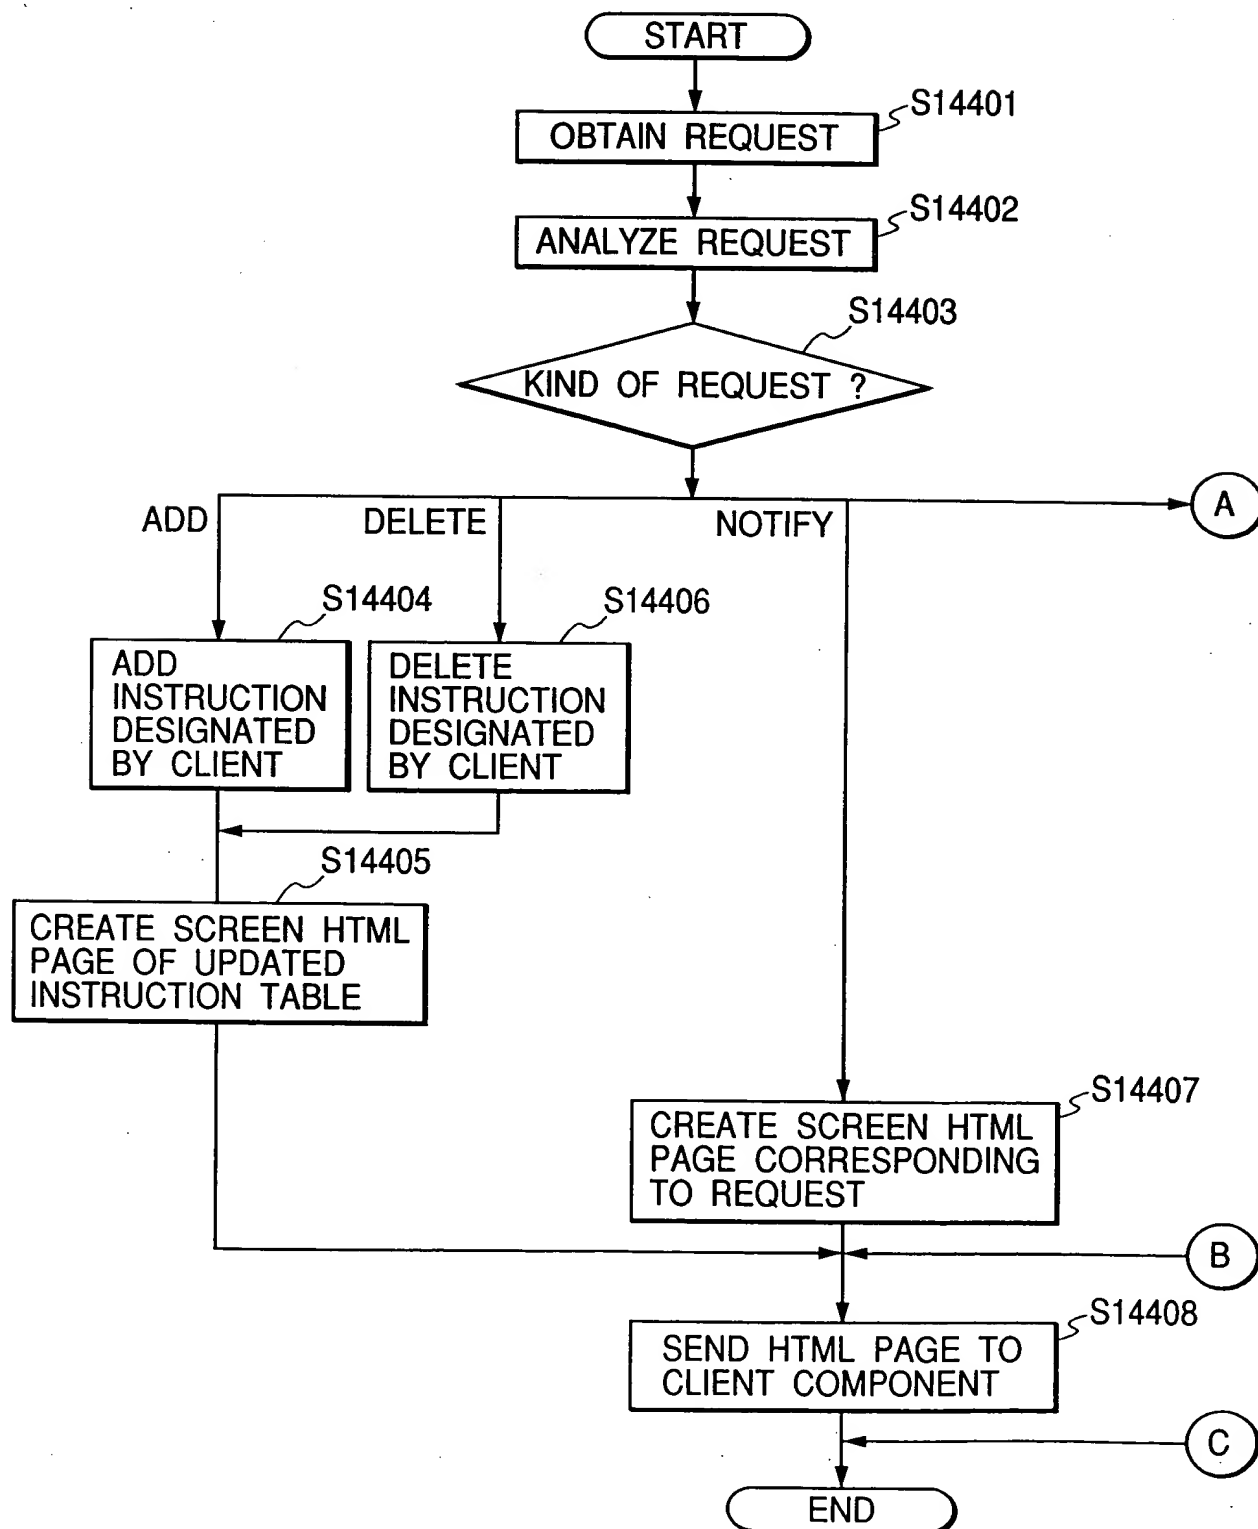 START
S14401
OBTAIN REQUEST
S14402
ANALYZE REQUEST
S14403
KIND OF REQUEST ?
ADD
DELETE
NOTIFY
A
S14404
S14406
ADD
INSTRUCTION
DESIGNATED
BY CLIENT
DELETE
INSTRUCTION
DESIGNATED
BY CLIENT
S14405
CREATE SCREEN HTML
PAGE OF UPDATED
INSTRUCTION TABLE
S14407
CREATE SCREEN HTML
PAGE CORRESPONDING
TO REQUEST
B
S14408
SEND HTML PAGE TO
CLIENT COMPONENT
C
END